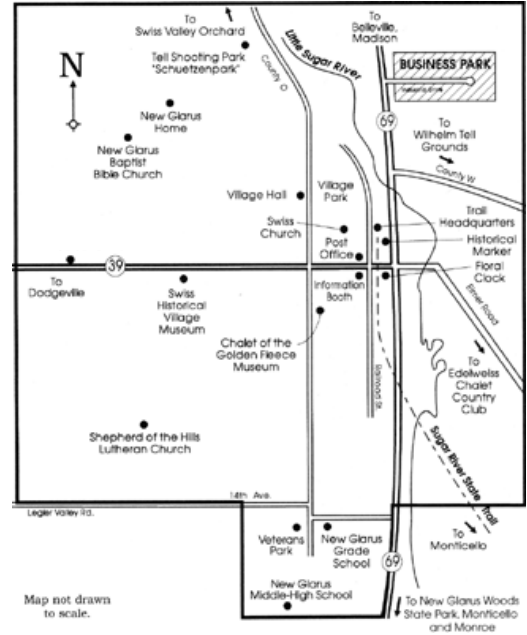 To
Swiss Valley Orchard
Tell Shooting Park
"Schuetzenpark"
County O
Little Sugar River
To
Belleville,
Madison
BUSINESS PARK
N
69
New Glarus
Home
To
Wilhelm Tell
Grounds
New Glarus
Baptist
Bible Church
County W
Village Hall
Village
Park
Trail
Headquarters
Swiss
Church
Post
Office
Historical
Marker
39
To
Dodgeville
Swiss
Historical
Village
Museum
Information
Booth
Floral
Clock
Elmer Road
Chalet of the
Golden Fleece
Museum
To
Edelweiss
Chalet
Country
Club
Shepherd of the Hills
Lutheran Church
Sugar River State Trail
14th Ave.
Legler Valley Rd.
Veterans
Park
New Glarus
Grade
School
To
Monticello
69
New Glarus
Middle-High School
Map not drawn
to scale.
To New Glarus Woods
State Park, Monticello
and Monroe